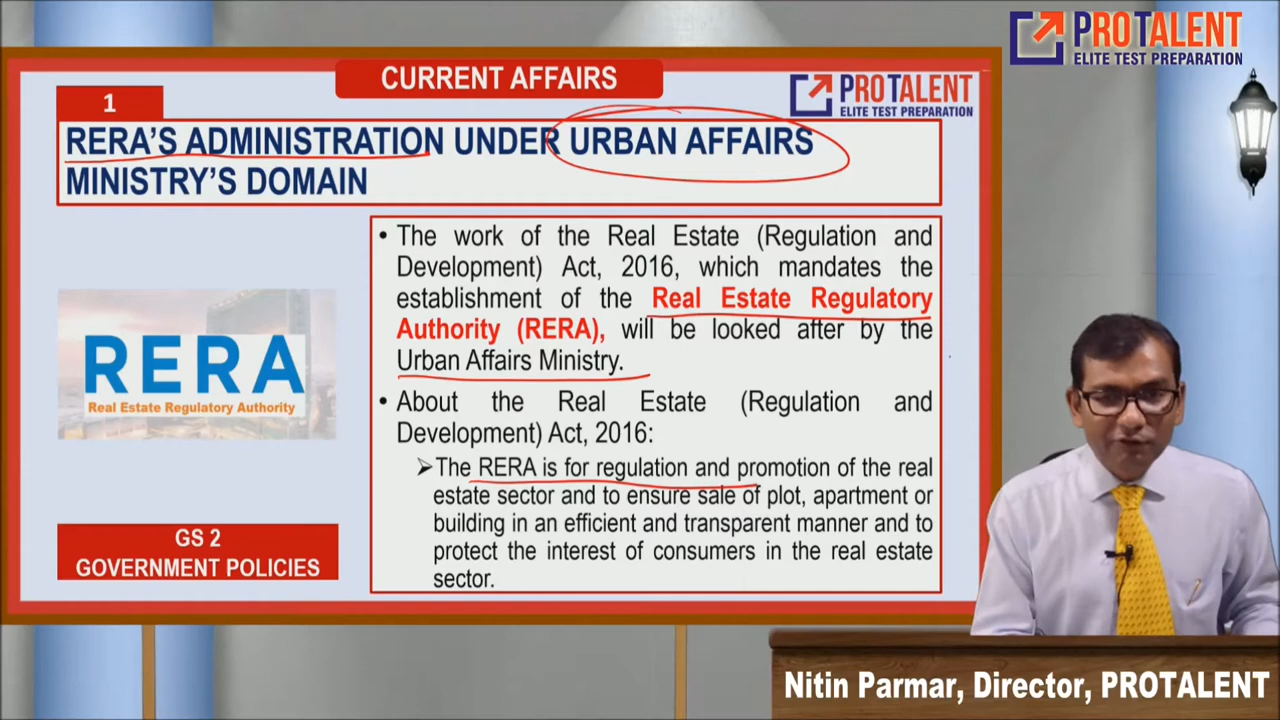 PROTALENT
ELITE TEST PREPARATION
CURRENT AFFAIRS
PROTALENT
ELITE TEST PREPARATION
1
RERA'S ADMINISTRATION UNDER URBAN AFFAIRS
MINISTRY'S DOMAIN
• The work of the Real Estate (Regulation and
Development) Act, 2016, which mandates the
establishment of the Real Estate Regulatory
Authority (RERA), will be looked after by the
Urban Affairs Ministry.
• About the Real Estate (Regulation and
Development) Act, 2016:
➢The RERA is for regulation and promotion of the real
estate sector and to ensure sale of plot, apartment or
building in an efficient and transparent manner and to
protect the interest of consumers in the real estate
sector.
RERA
Real Estate Regulatory Authority
GS 2
GOVERNMENT POLICIES
Nitin Parmar, Director, PROTALENT